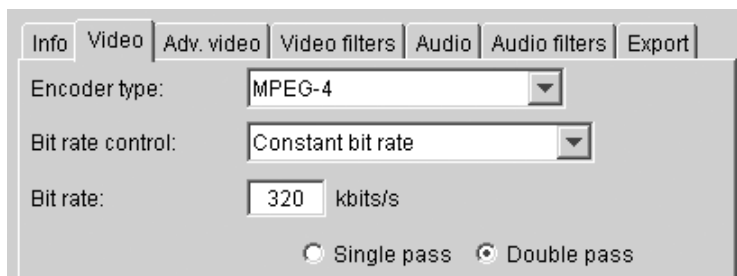 Info Video Adv. video Video filters Audio Audio filters Export
Encoder type: MPEG-4
Bit rate control: Constant bit rate
Bit rate: 320 kbits/s
Single pass Double pass